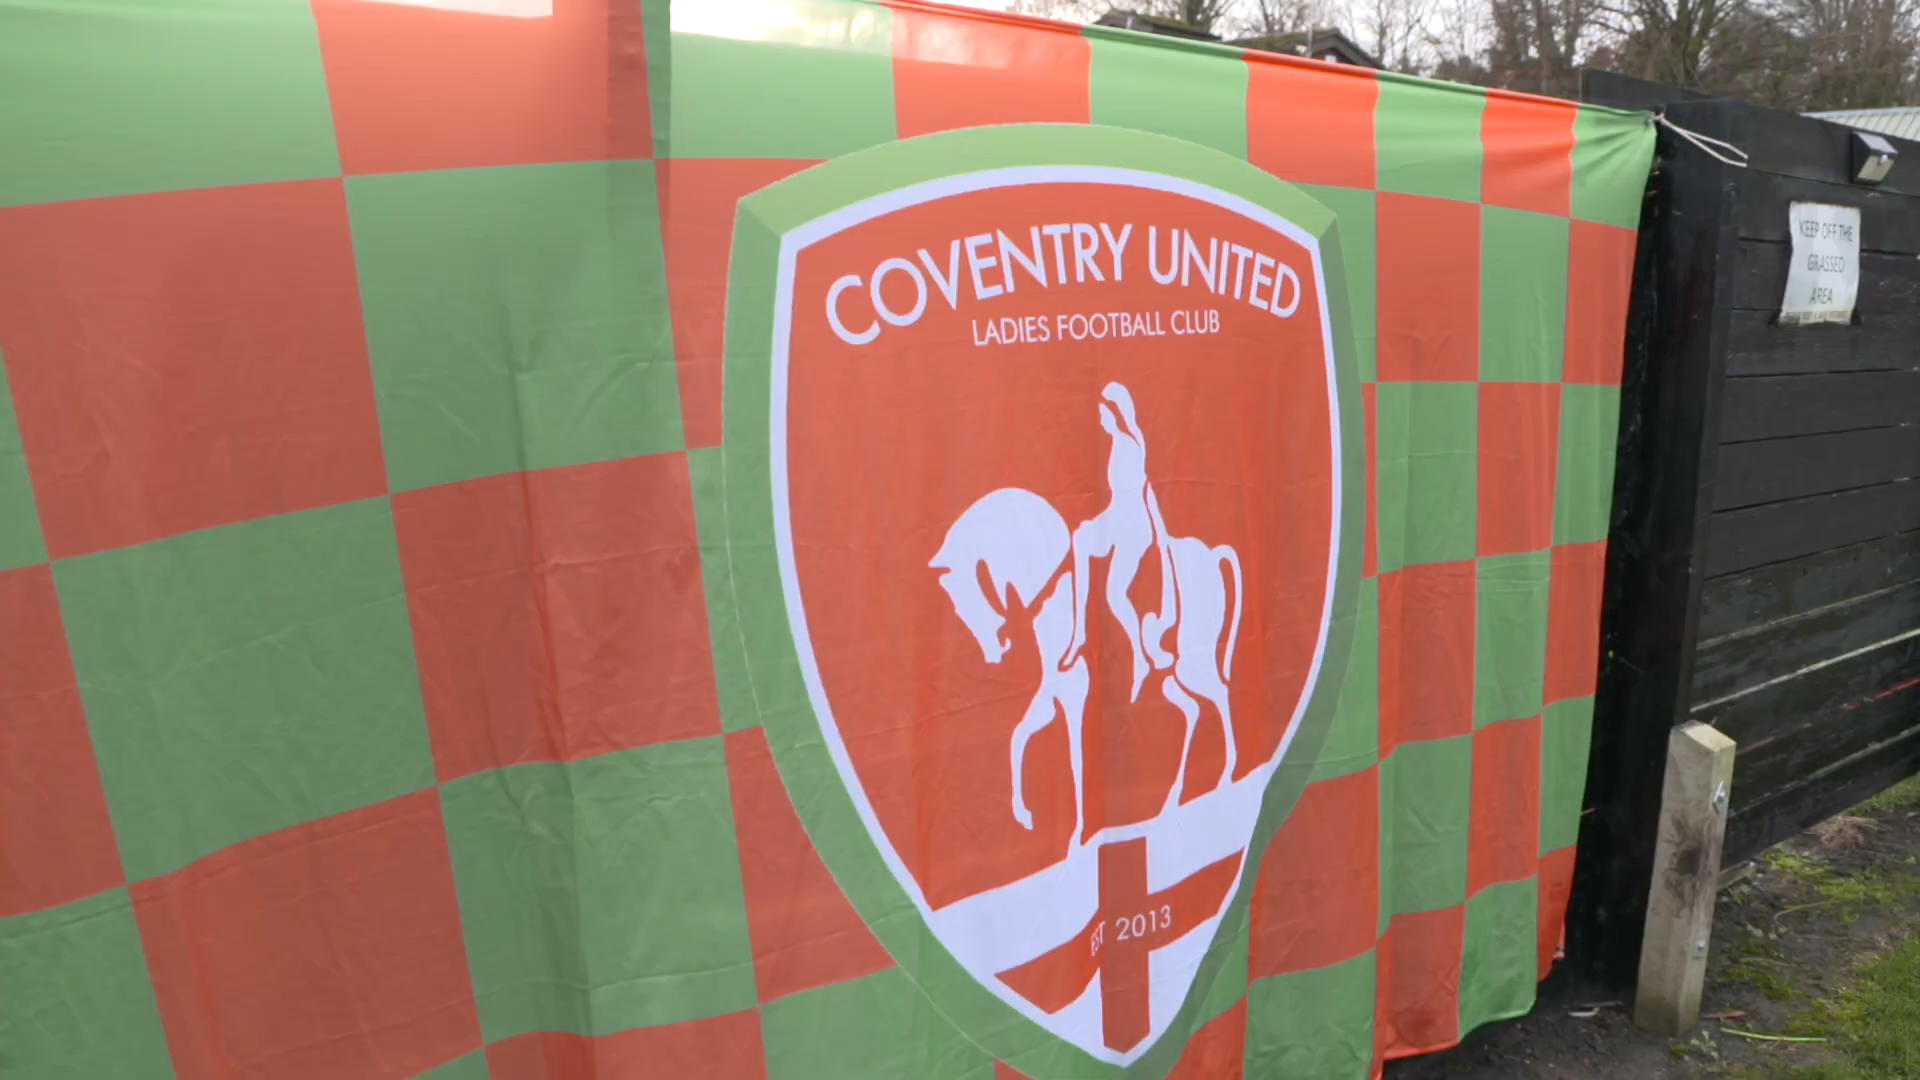 COVENTRY UNITED
LADIES FOOTBALL CLUB
EST 2013
KEEP OFF THE
GRASSED
AREA